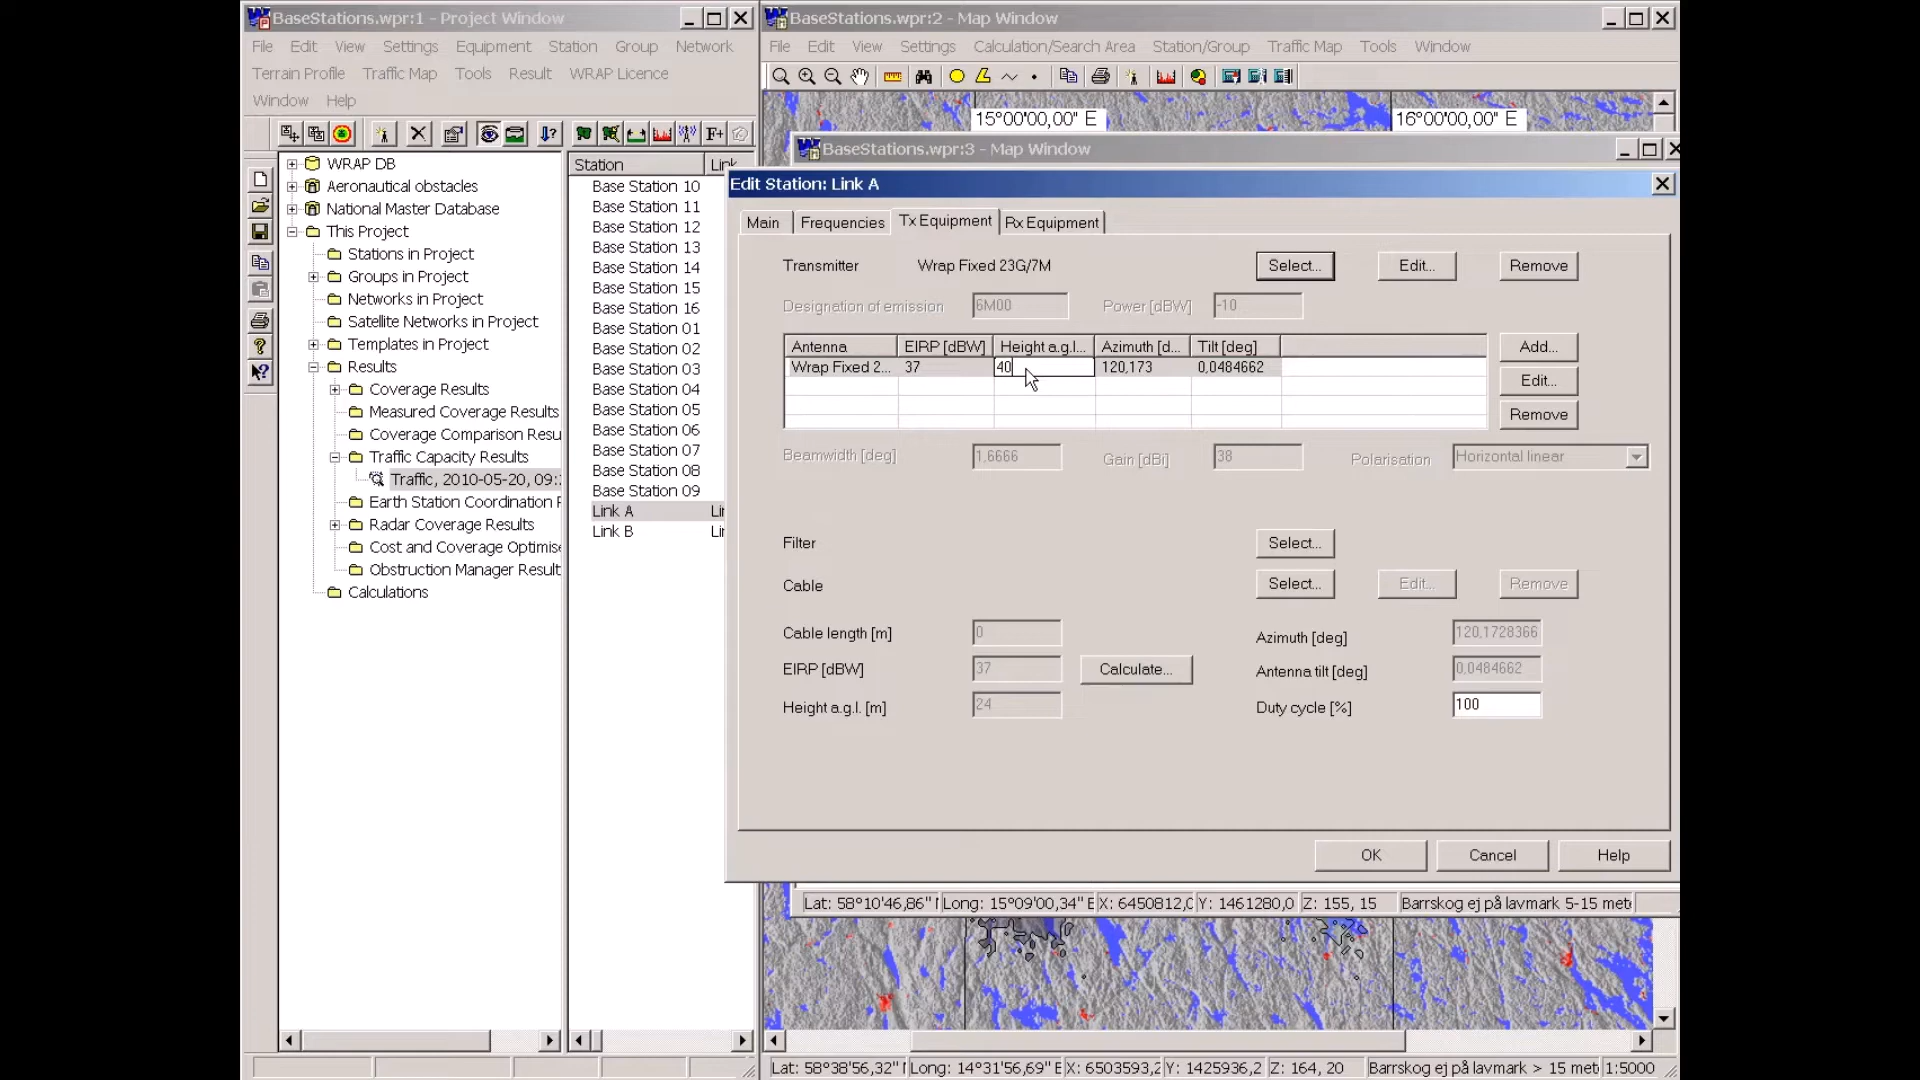 BaseStations.wpr:1 - Project Window
File Edit View Settings Equipment Station Group Network
Terrain Profile Traffic Map Tools Result WRAP Licence
Window Help
F+
WRAP DB
Aeronautical obstacles
National Master Database
This Project
Stations in Project
Groups in Project
Networks in Project
Satellite Networks in Project
Templates in Project
Results
Coverage Results
Measured Coverage Results
Coverage Comparison Resu
Traffic Capacity Results
Traffic, 2010-05-20, 09:
Earth Station Coordination F
Radar Coverage Results
Cost and Coverage Optimise
Obstruction Manager Result
Calculations
Station Link
Base Station 10
Base Station 11
Base Station 12
Base Station 13
Base Station 14
Base Station 15
Base Station 16
Base Station 01
Base Station 02
Base Station 03
Base Station 04
Base Station 05
Base Station 06
Base Station 07
Base Station 08
Base Station 09
Link A Li
Link B Li
BaseStations.wpr:2 - Map Window
File Edit View Settings Calculation/Search Area Station/Group Traffic Map Tools Window
15°00'00,00" E 16°00'00,00" E
BaseStations.wpr:3 - Map Window
Edit Station: Link A
Main Frequencies Tx Equipment Rx Equipment
Transmitter Wrap Fixed 23G/7M Select... Edit... Remove
Designation of emission 6M00 Power [dBW] -10
Antenna EIRP [dBW] Height a.g.l... Azimuth [d... Tilt [deg] Add...
Wrap Fixed 2... 37 40 120,173 0,0484662
Edit...
Remove
Beamwidth [deg] 1,6666 Gain [dBi] 38 Polarisation Horizontal linear
Filter Select...
Cable Select... Edit... Remove
Cable length [m] 0 Azimuth [deg] 120,1728366
EIRP [dBW] 37 Calculate... Antenna tilt [deg] 0,0484662
Height a.g.l. [m] 24 Duty cycle [%] 100
OK Cancel Help
Lat: 58°10'46,86" Long: 15°09'00,34" E X: 6450812,0 Y: 1461280,0 Z: 155, 15 Barrskog ej på lavmark 5-15 mete
Lat: 58°38'56,32" Long: 14°31'56,69" E X: 6503593,2 Y: 1425936,2 Z: 164, 20 Barrskog ej på lavmark > 15 met 1:5000